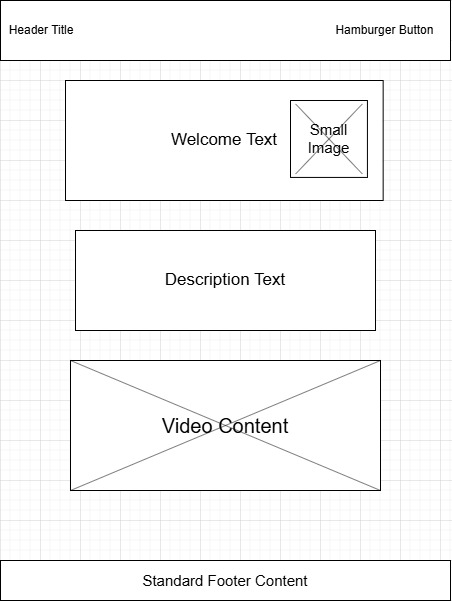 Header Title
Hamburger Button
Welcome Text
Small
Image
Description Text
Video Content
Standard Footer Content